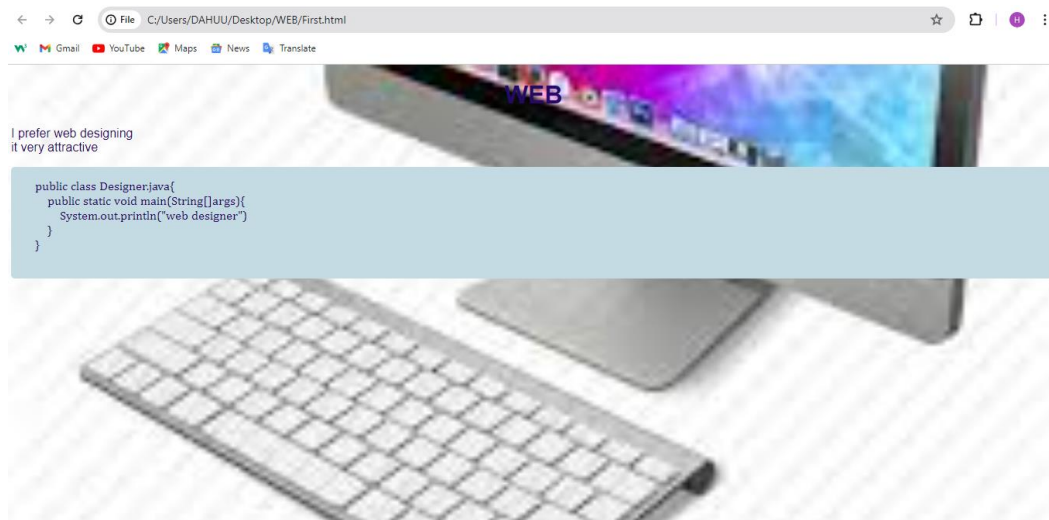 File C:/Users/DAHUU/Desktop/WEB/First.html H
Gmail YouTube Maps News Translate
WEB
I prefer web designing
it very attractive
public class Designer.java{
public static void main(String[]args){
System.out.println("web designer")
}
}